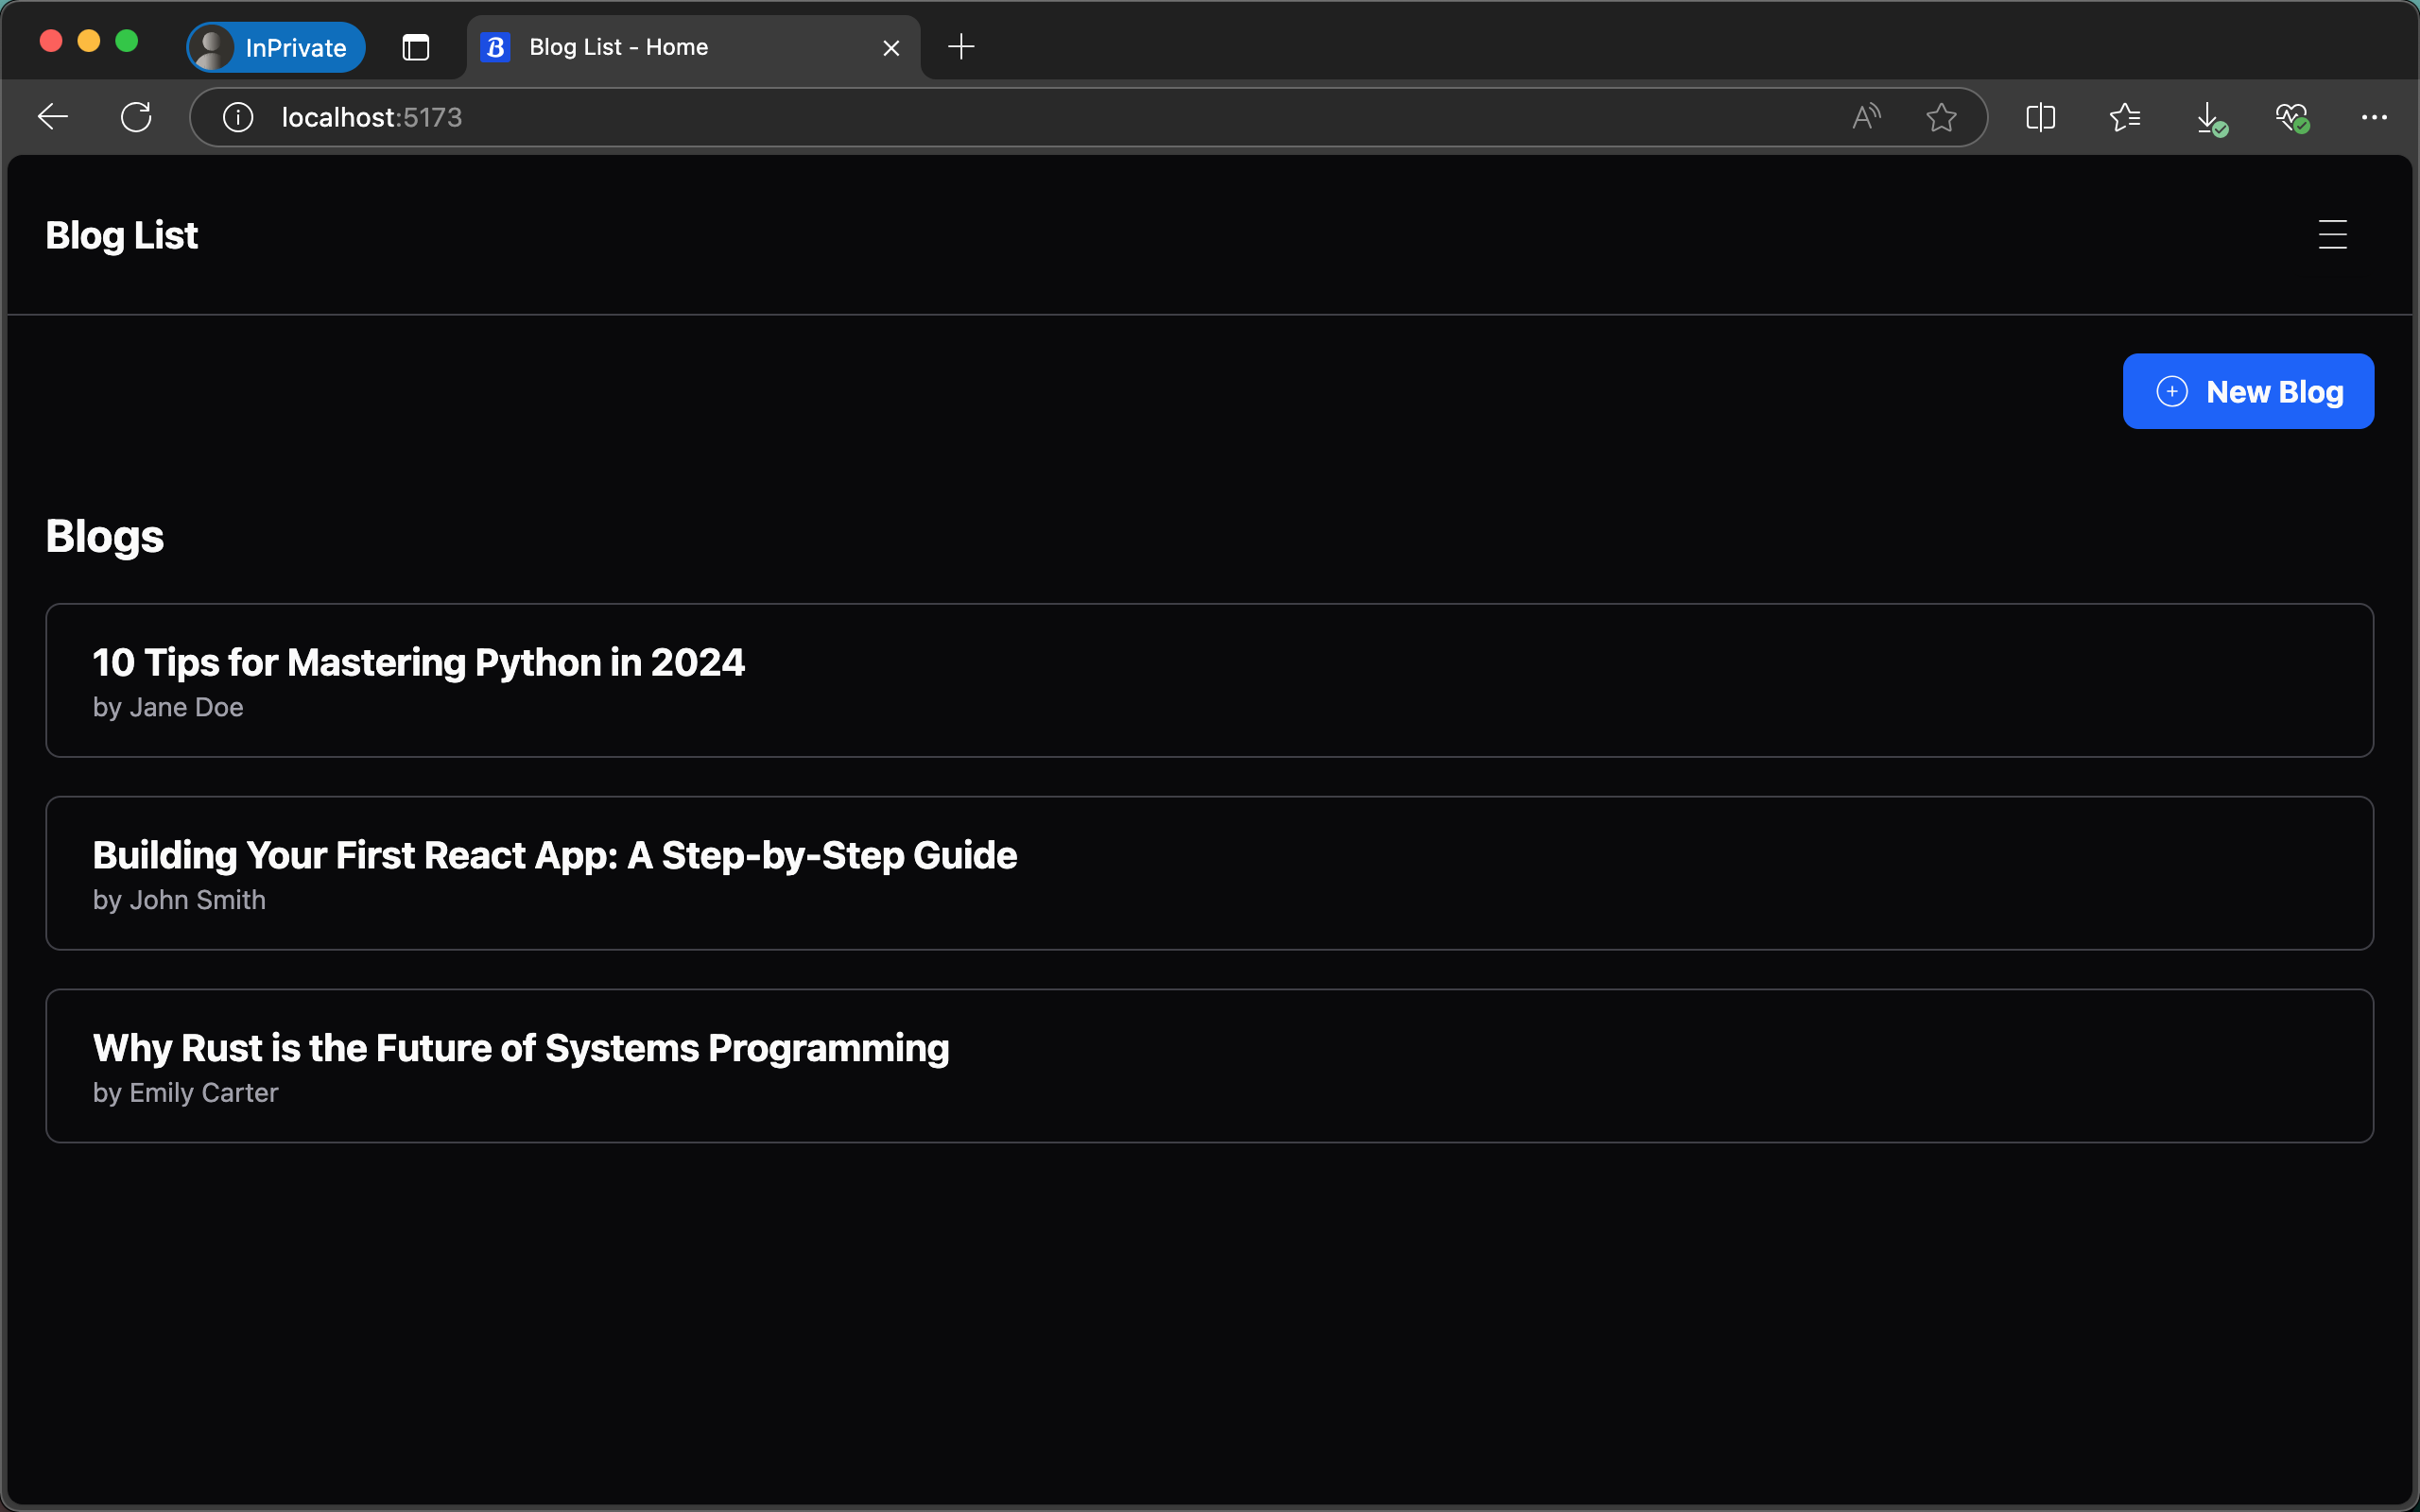 InPrivate
Blog List - Home
localhost:5173
Blog List
New Blog
Blogs
10 Tips for Mastering Python in 2024
by Jane Doe
Building Your First React App: A Step-by-Step Guide
by John Smith
Why Rust is the Future of Systems Programming
by Emily Carter